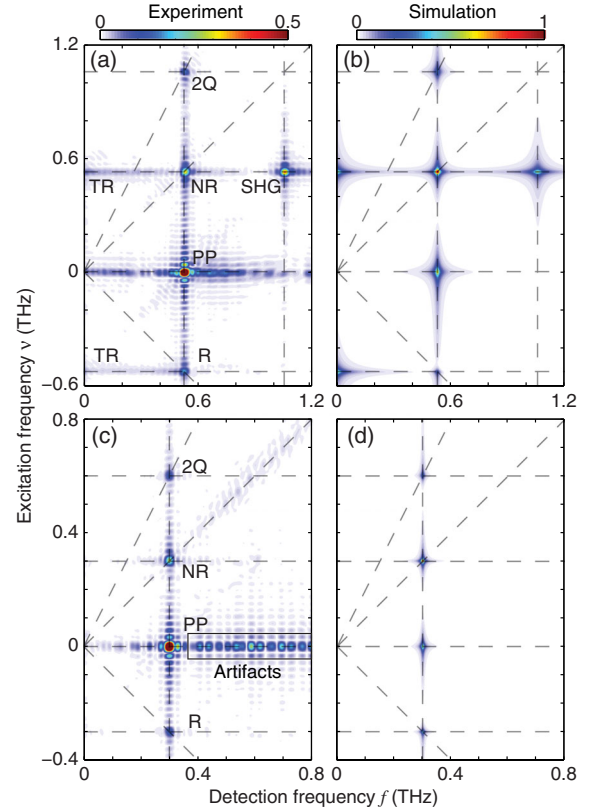 Experiment
Simulation
0 0.5
0 1
(a)
(b)
1.2
0.6
0
−0.6
2Q
TR
NR
SHG
PP
TR
R
0 0.6 1.2
0 0.6 1.2
Excitation frequency ν (THz)
(c)
(d)
0.8
0.4
0
−0.4
2Q
NR
PP
Artifacts
R
0 0.4 0.8
0 0.4 0.8
Detection frequency f (THz)